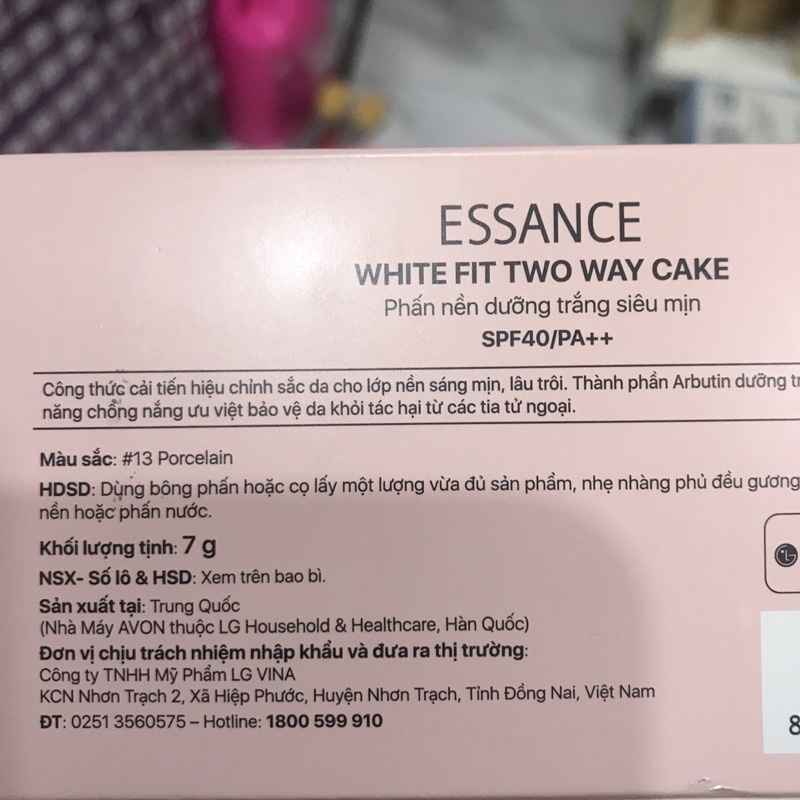 ESSANCE
WHITE FIT TWO WAY CAKE
Phấn nền dưỡng trắng siêu mịn
SPF40/PA++
Công thức cải tiến hiệu chỉnh sắc da cho lớp nền sáng mịn, lâu trôi. Thành phần Arbutin dưỡng
năng chống nắng ưu việt bảo vệ da khỏi tác hại từ các tia tử ngoại.
Màu sắc: #13 Porcelain
HDSD: Dùng bông phấn hoặc cọ lấy một lượng vừa đủ sản phẩm, nhẹ nhàng phủ đều gương
nền hoặc phấn nước.
Khối lượng tịnh: 7 g
NSX- Số lô & HSD: Xem trên bao bì.
Sản xuất tại: Trung Quốc
(Nhà Máy AVON thuộc LG Household & Healthcare, Hàn Quốc)
Đơn vị chịu trách nhiệm nhập khẩu và đưa ra thị trường:
Công ty TNHH Mỹ Phẩm LG VINA
KCN Nhơn Trạch 2, Xã Hiệp Phước, Huyện Nhơn Trạch, Tỉnh Đồng Nai, Việt Nam
ĐT: 0251 3560575 – Hotline: 1800 599 910
8